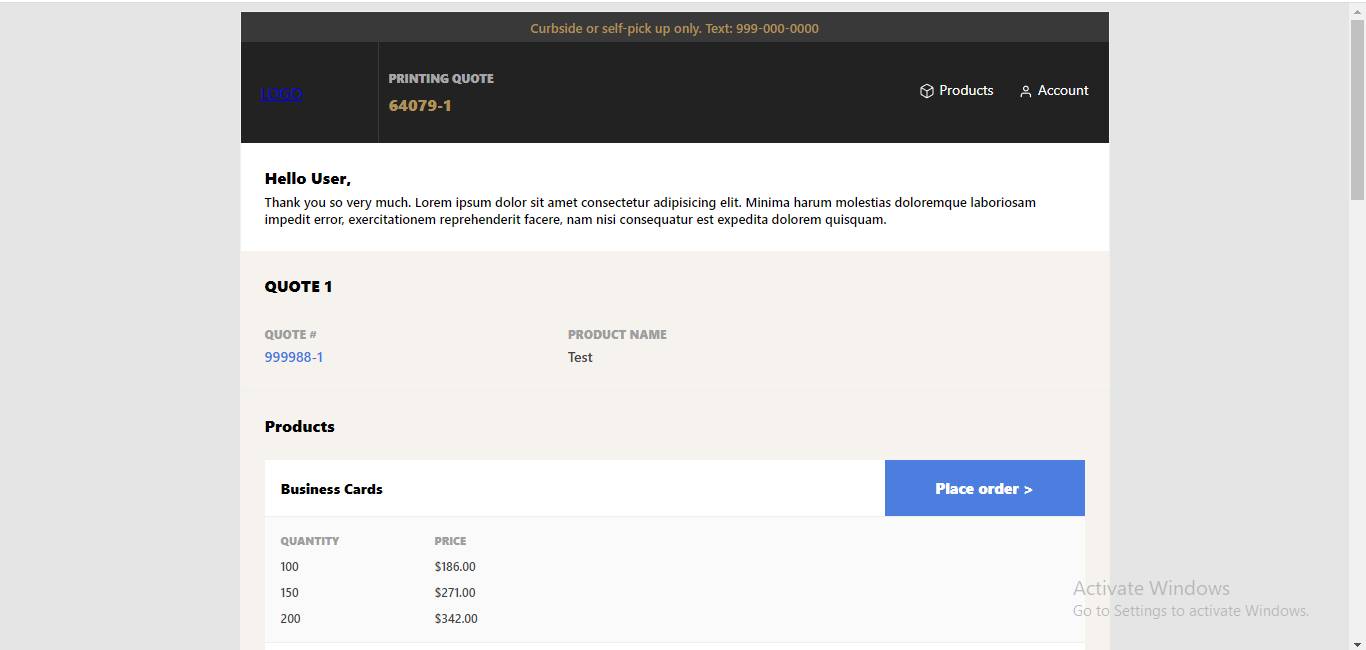 Curbside or self-pick up only. Text: 999-000-0000
LOGO
PRINTING QUOTE
64079-1
Products
Account
Hello User,
Thank you so very much. Lorem ipsum dolor sit amet consectetur adipisicing elit. Minima harum molestias doloremque laboriosam
impedit error, exercitationem reprehenderit facere, nam nisi consequatur est expedita dolorem quisquam.
QUOTE 1
QUOTE # PRODUCT NAME
999988-1 Test
Products
Business Cards Place order >
QUANTITY PRICE
100 $186.00
150 $271.00
200 $342.00
Activate Windows
Go to Settings to activate Windows.